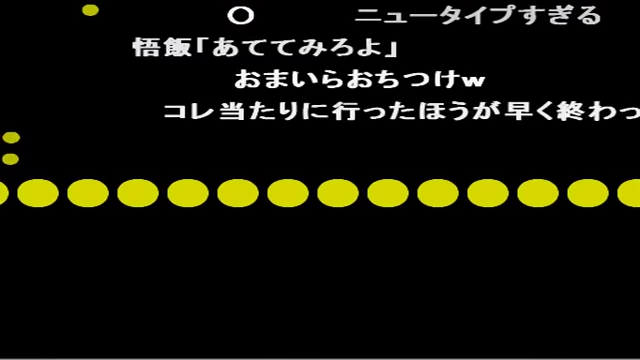 ニュータイプすぎる
悟飯「あててみろよ」
おまいらおちつけw
コレ当たりに行ったほうが早く終わっ